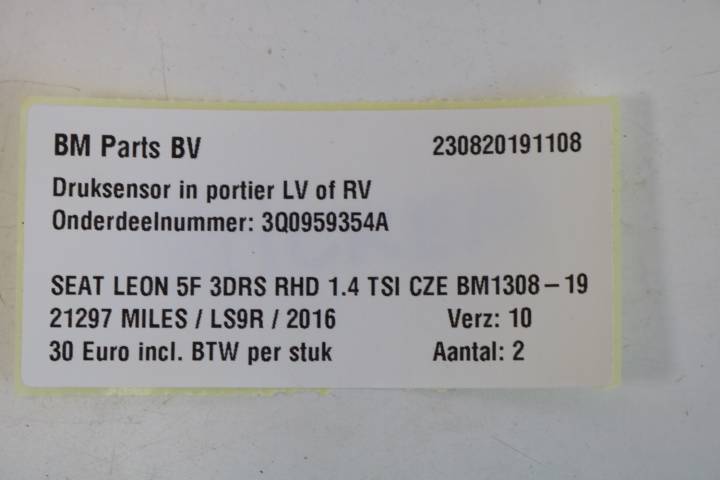 BM Parts BV 230820191108
Druksensor in portier LV of RV
Onderdeelnummer: 3Q0959354A
SEAT LEON 5F 3DRS RHD 1.4 TSI CZE BM1308-19
21297 MILES / LS9R / 2016 Verz: 10
30 Euro incl. BTW per stuk Aantal: 2